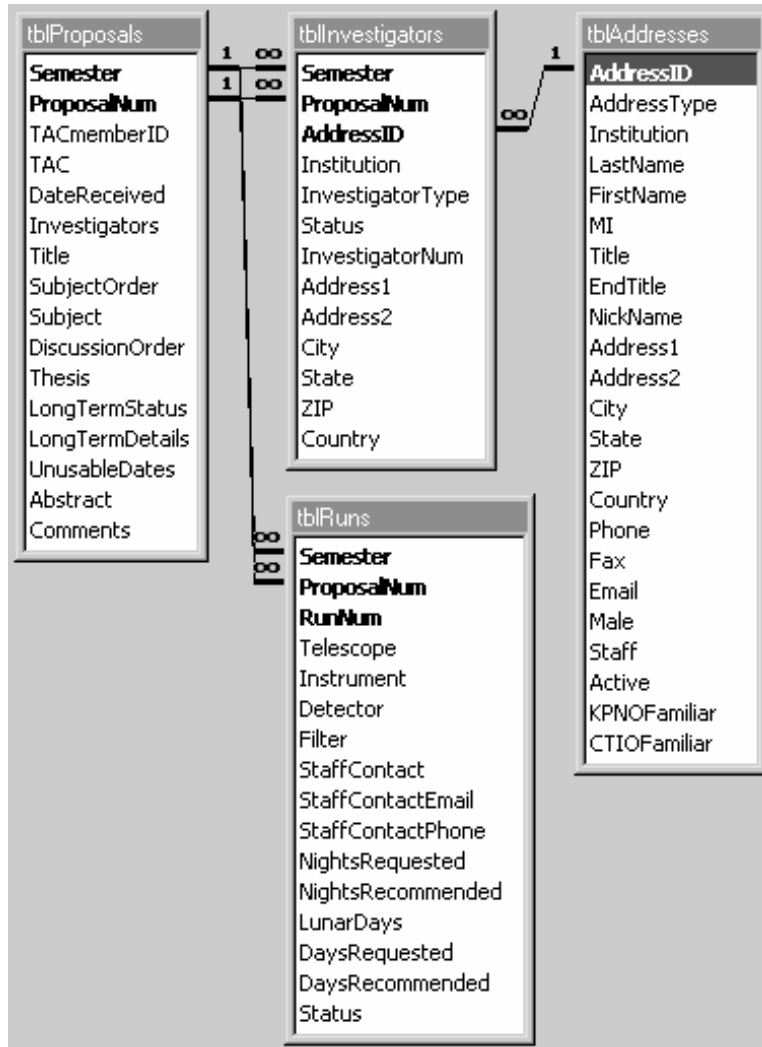 tblProposals
Semester
ProposalNum
TACmemberID
TAC
DateReceived
Investigators
Title
SubjectOrder
Subject
DiscussionOrder
Thesis
LongTermStatus
LongTermDetails
UnusableDates
Abstract
Comments
1 ∞
1 ∞
tblInvestigators
Semester
ProposalNum
AddressID
Institution
InvestigatorType
Status
InvestigatorNum
Address1
Address2
City
State
ZIP
Country
1
∞
tblAddresses
AddressID
AddressType
Institution
LastName
FirstName
MI
Title
EndTitle
NickName
Address1
Address2
City
State
ZIP
Country
Phone
Fax
Email
Male
Staff
Active
KPNOFamiliar
CTIOFamiliar
∞
∞
tblRuns
Semester
ProposalNum
RunNum
Telescope
Instrument
Detector
Filter
StaffContact
StaffContactEmail
StaffContactPhone
NightsRequested
NightsRecommended
LunarDays
DaysRequested
DaysRecommended
Status